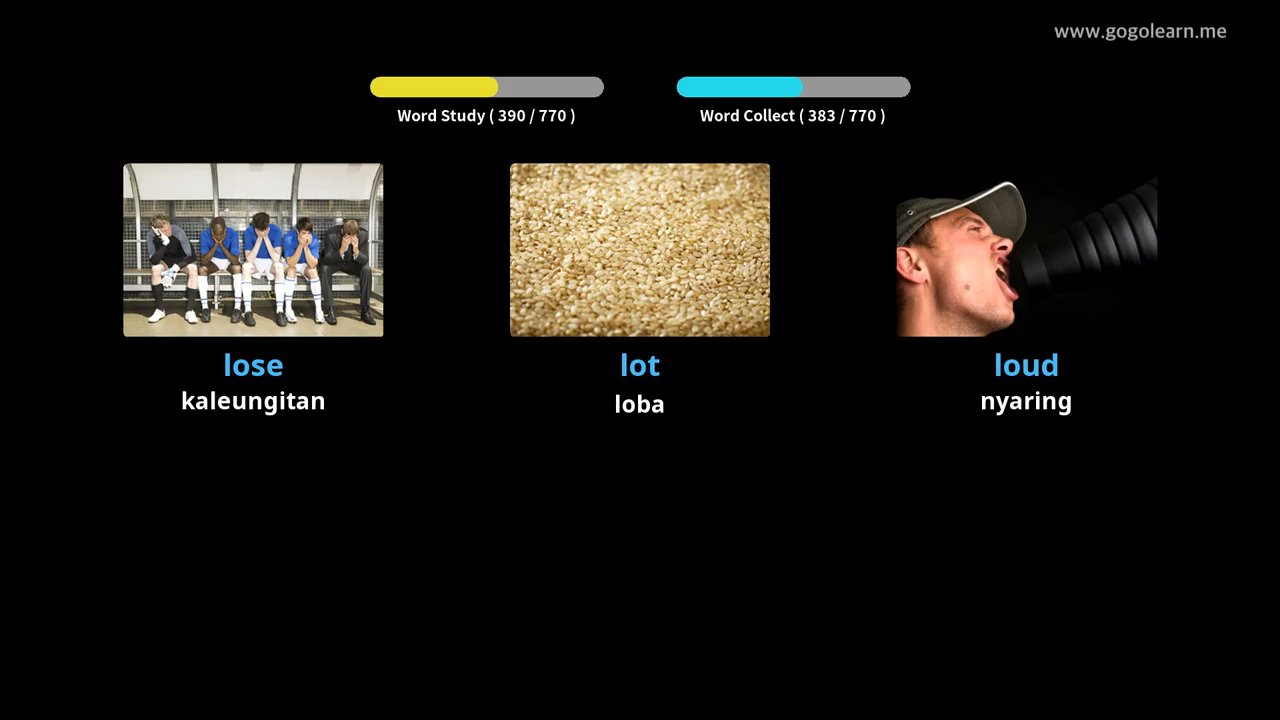 www.gogolearn.me
Word Study ( 390 / 770 )
Word Collect ( 383 / 770 )
lose
kaleungitan
lot
loba
loud
nyaring